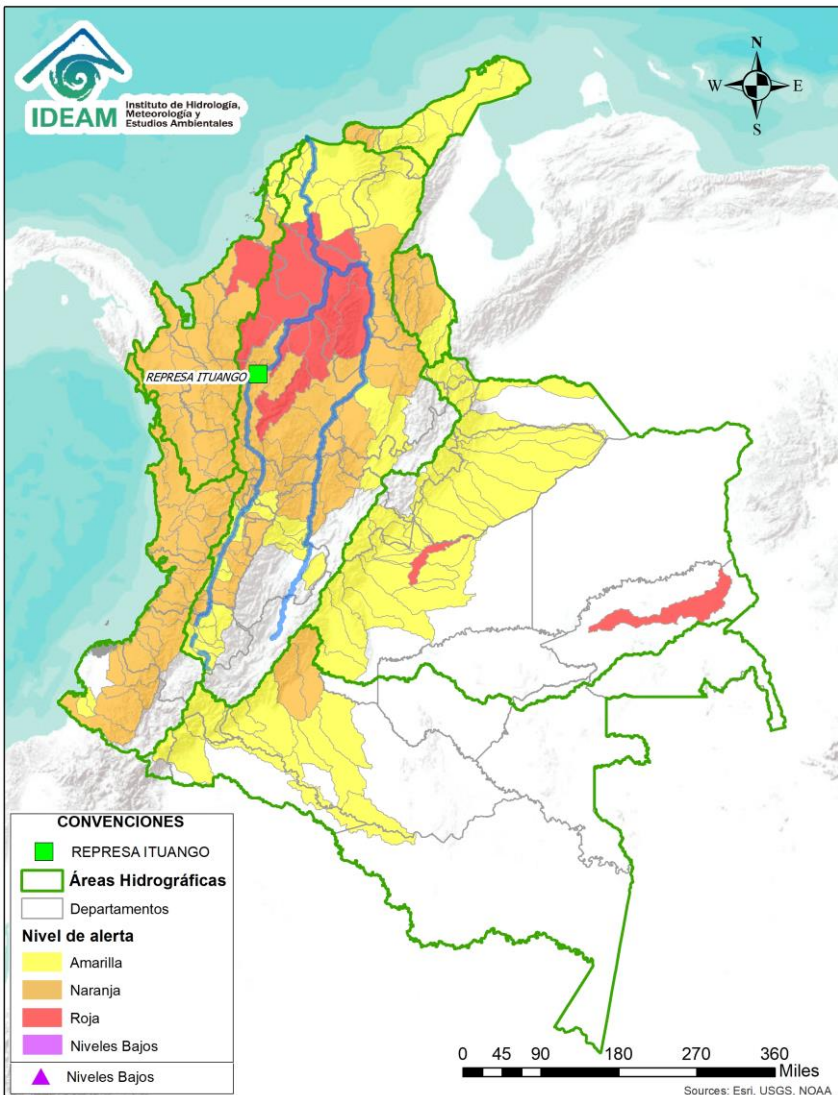 IDEAM
Instituto de Hidrología,
Meteorología y
Estudios Ambientales
N
W
E
S
REPRESA ITUANGO
CONVENCIONES
REPRESA ITUANGO
Áreas Hidrográficas
Departamentos
Nivel de alerta
Amarilla
Naranja
Roja
Niveles Bajos
Niveles Bajos
0 45 90 180 270 360
Miles
Sources: Esri, USGS, NOAA